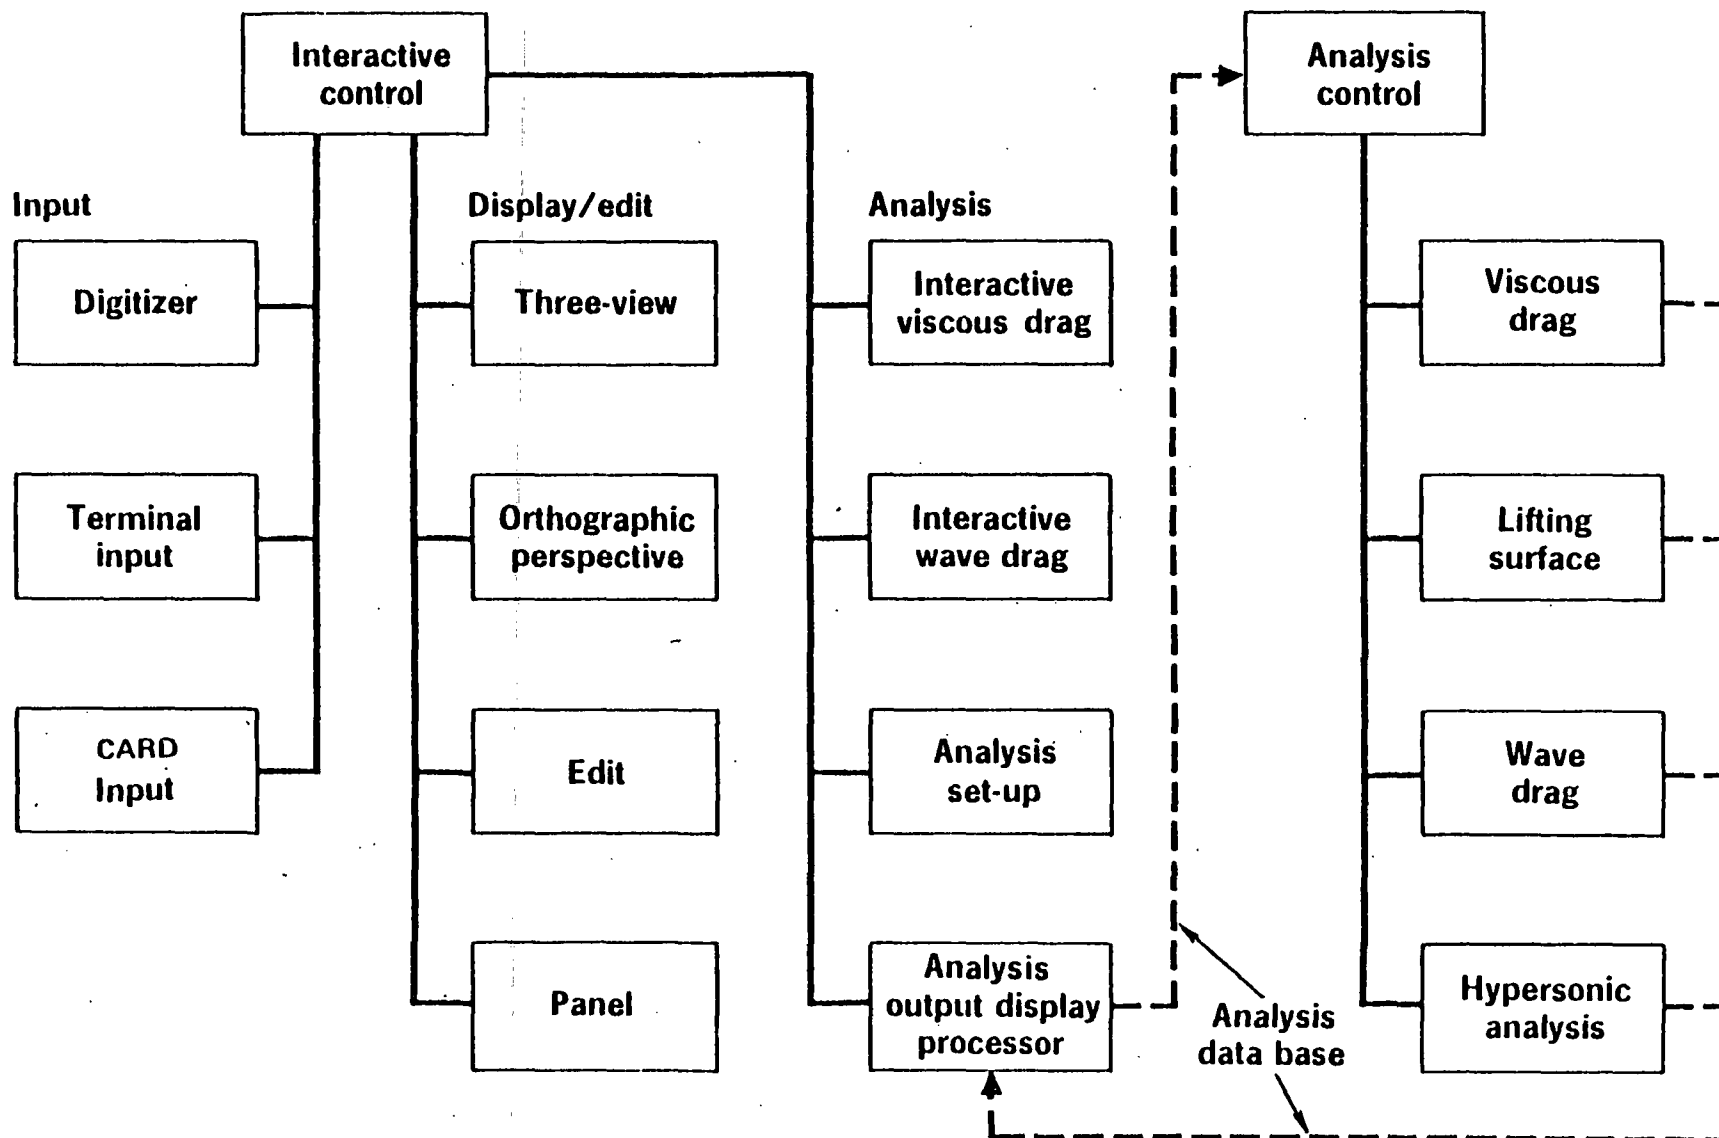 Interactive
control
Analysis
control
Input
Display/edit
Analysis
Digitizer
Three-view
Interactive
viscous drag
Viscous
drag
Terminal
input
Orthographic
perspective
Interactive
wave drag
Lifting
surface
CARD
Input
Edit
Analysis
set-up
Wave
drag
Panel
Analysis
output display
processor
Analysis
data base
Hypersonic
analysis